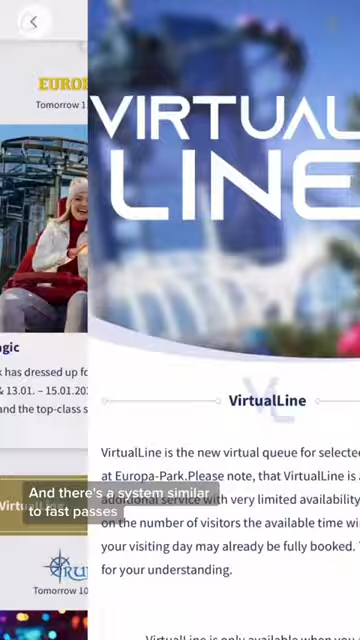 EURO
Tomorrow 1
VIRTUAL
LINE
VirtualLine
VL
gic
k has dressed up fo
& 13.01. – 15.01.20
and the top-class s
VirtualLine is the new virtual queue for selected
at Europa-Park.Please note, that VirtualLine is a
additional service with very limited availability
on the number of visitors the available time wi
your visiting day may already be fully booked.
for your understanding.
And there's a system similar
to fast passes
RU
Tomorrow 10
VirtualLine is only available when you